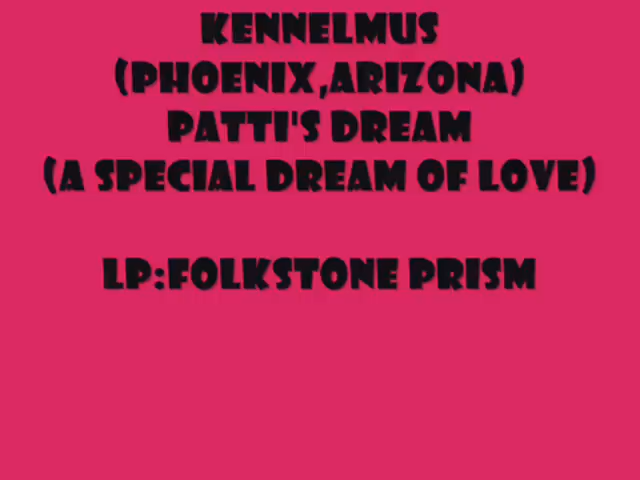 KENNELMUS
(PHOENIX,ARIZONA)
PATTI'S DREAM
(A SPECIAL DREAM OF LOVE)
LP:FOLKSTONE PRISM